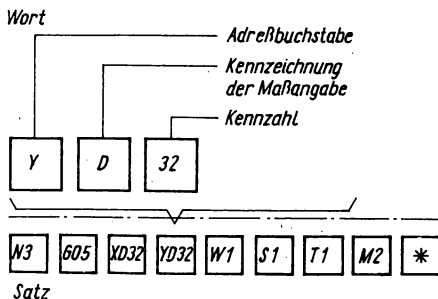 Wort
Adreßbuchstabe
Kennzeichnung
der Maßangabe
Kennzahl
Y D 32
N3 G05 XD32 YD32 W1 S1 T1 M2 *
Satz